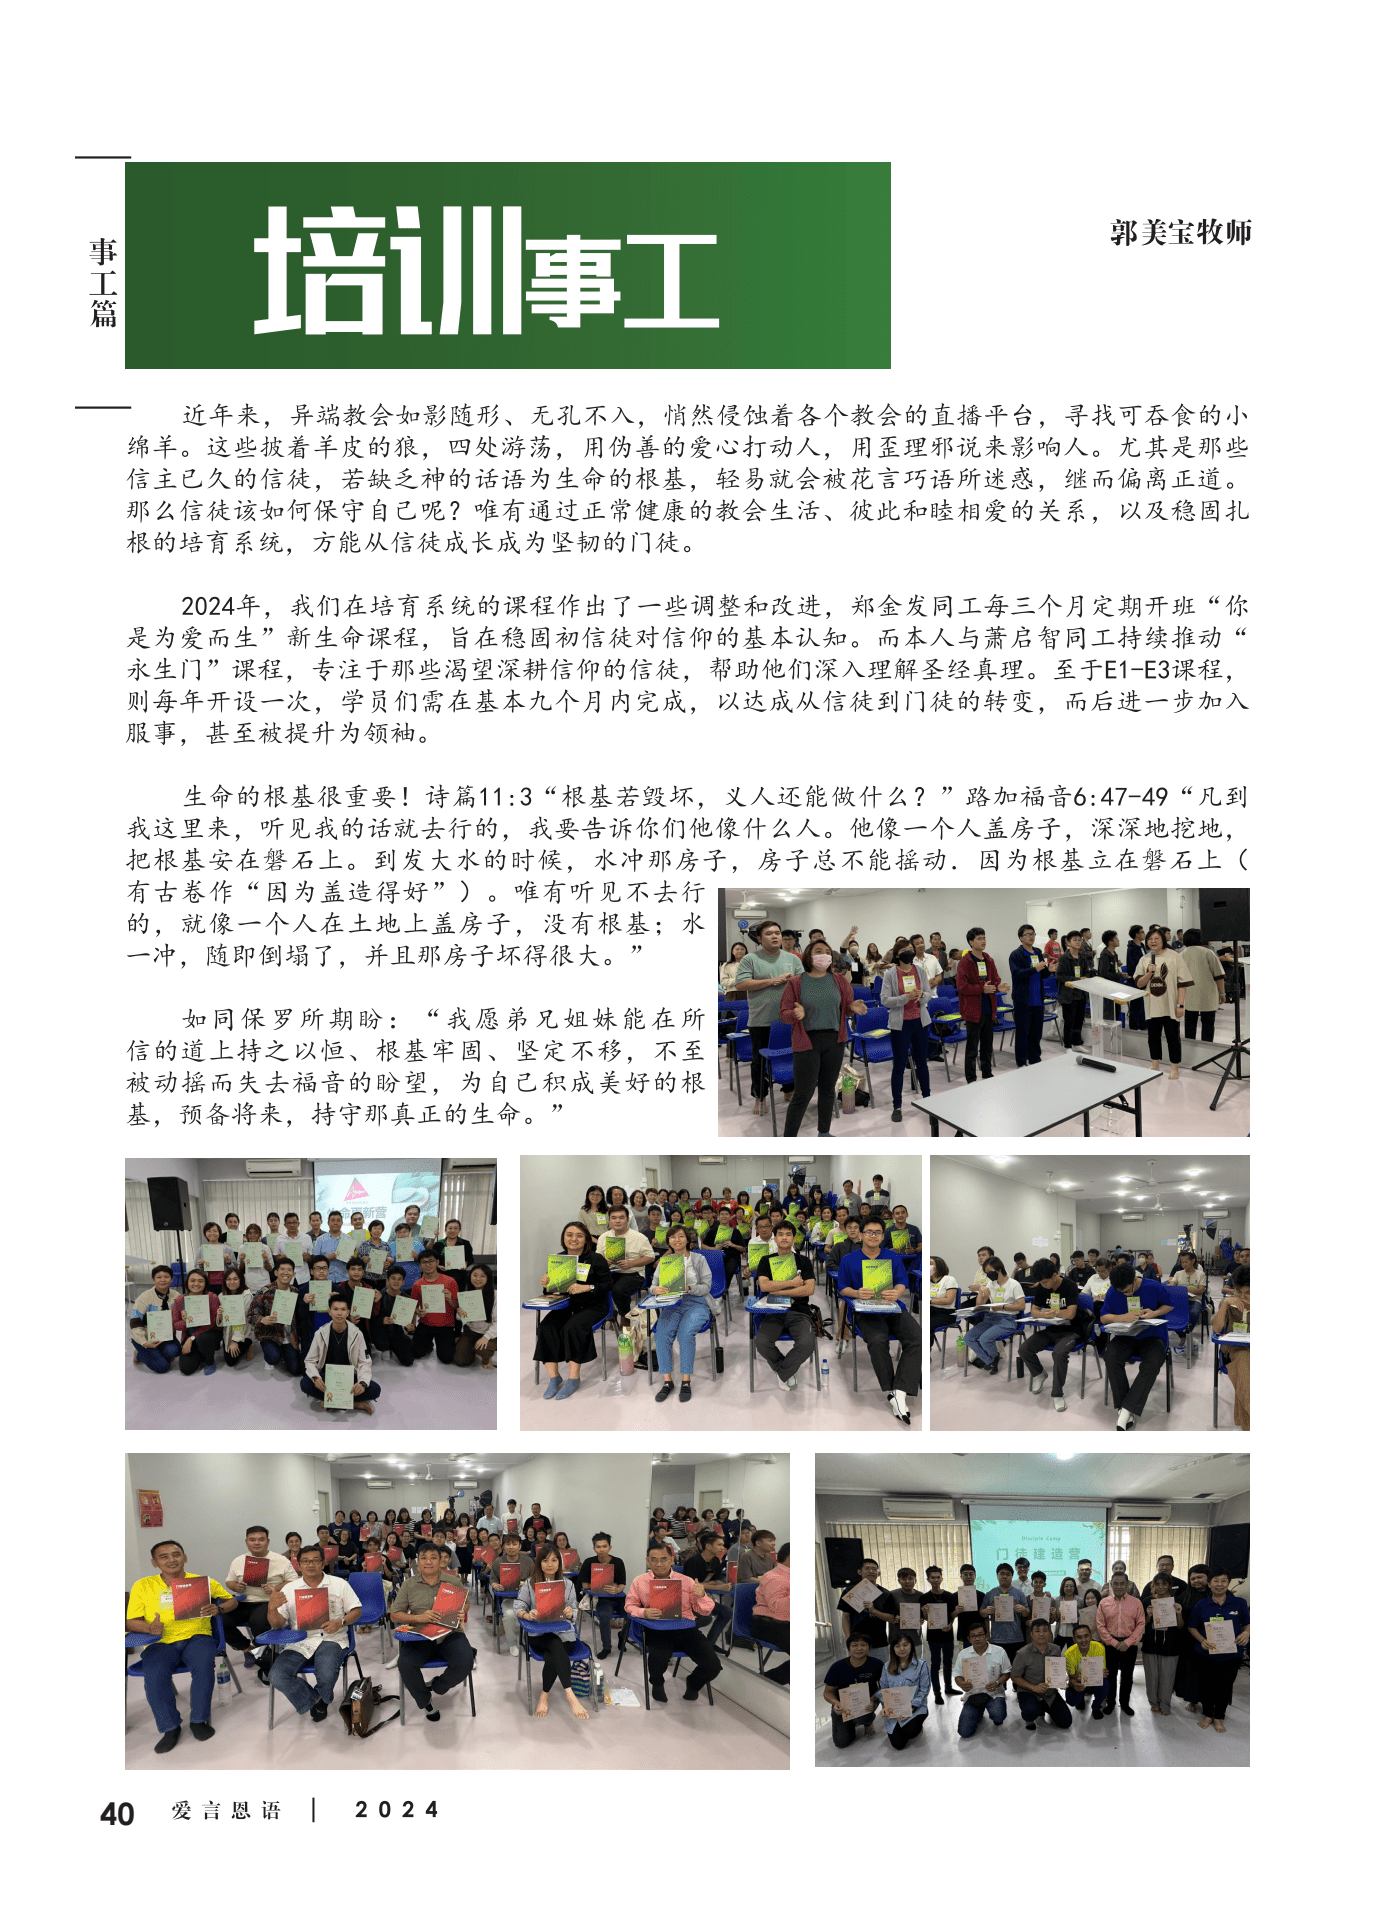 事工篇
培训事工
郭美宝牧师
近年来，异端教会如影随形、无孔不入，悄然侵蚀着各个教会的直播平台，寻找可吞食的小
绵羊。这些披着羊皮的狼，四处游荡，用伪善的爱心打动人，用歪理邪说来影响人。尤其是那些
信主已久的信徒，若缺乏神的话语为生命的根基，轻易就会被花言巧语所迷惑，继而偏离正道。
那么信徒该如何保守自己呢？唯有通过正常健康的教会生活、彼此和睦相爱的关系，以及稳固扎
根的培育系统，方能从信徒成长成为坚韧的门徒。
2024年，我们在培育系统的课程作出了一些调整和改进，郑金发同工每三个月定期开班“你
是为爱而生”新生命课程，旨在稳固初信徒对信仰的基本认知。而本人与萧启智同工持续推动“
永生门”课程，专注于那些渴望深耕信仰的信徒，帮助他们深入理解圣经真理。至于E1-E3课程，
则每年开设一次，学员们需在基本九个月内完成，以达成从信徒到门徒的转变，而后进一步加入
服事，甚至被提升为领袖。
生命的根基很重要！诗篇11:3“根基若毁坏，义人还能做什么？”路加福音6:47-49“凡到
我这里来，听见我的话就去行的，我要告诉你们他像什么人。他像一个人盖房子，深深地挖地，
把根基安在磐石上。到发大水的时候，水冲那房子，房子总不能摇动．因为根基立在磐石上（
有古卷作“因为盖造得好”）。唯有听见不去行
的，就像一个人在土地上盖房子，没有根基；水
一冲，随即倒塌了，并且那房子坏得很大。”
如同保罗所期盼：“我愿弟兄姐妹能在所
信的道上持之以恒、根基牢固、坚定不移，不至
被动摇而失去福音的盼望，为自己积成美好的根
基，预备将来，持守那真正的生命。”
生命更新营
Disciple Camp
门徒建造营
40 爱言恩语 | 2024